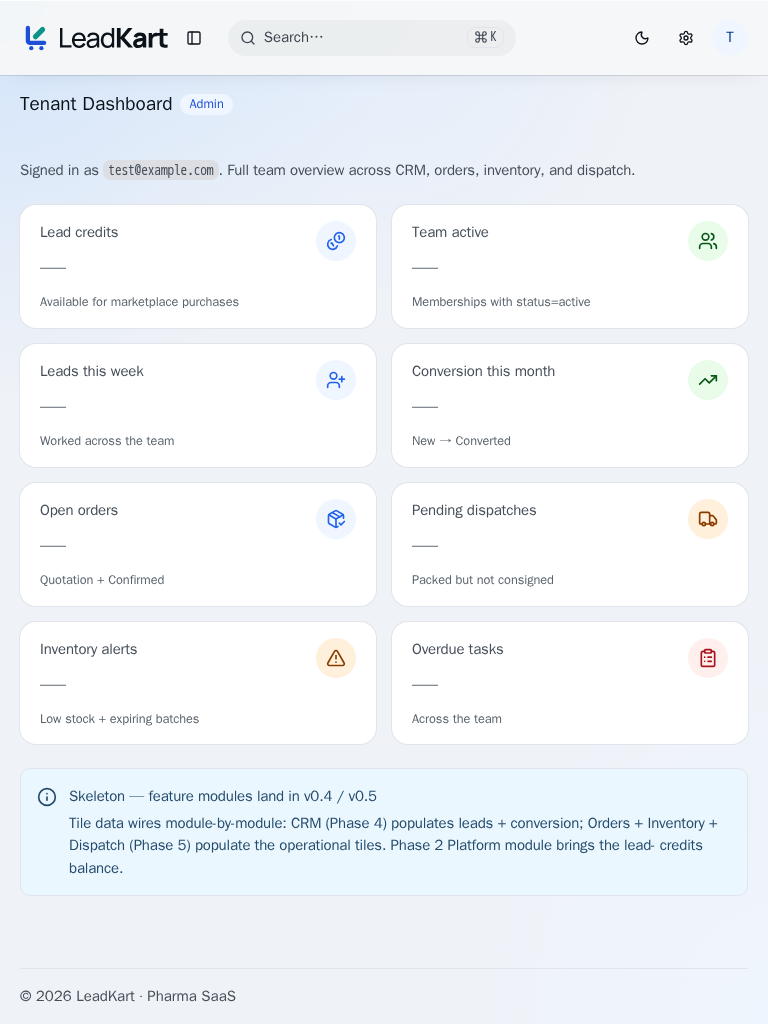 LeadKart
Search⋯
⌘K
T
Tenant Dashboard
Admin
Signed in as test@example.com. Full team overview across CRM, orders, inventory, and dispatch.
Lead credits
—
Available for marketplace purchases
Team active
—
Memberships with status=active
Leads this week
—
Worked across the team
Conversion this month
—
New → Converted
Open orders
—
Quotation + Confirmed
Pending dispatches
—
Packed but not consigned
Inventory alerts
—
Low stock + expiring batches
Overdue tasks
—
Across the team
Skeleton — feature modules land in v0.4 / v0.5
Tile data wires module-by-module: CRM (Phase 4) populates leads + conversion; Orders + Inventory +
Dispatch (Phase 5) populate the operational tiles. Phase 2 Platform module brings the lead- credits
balance.
© 2026 LeadKart · Pharma SaaS